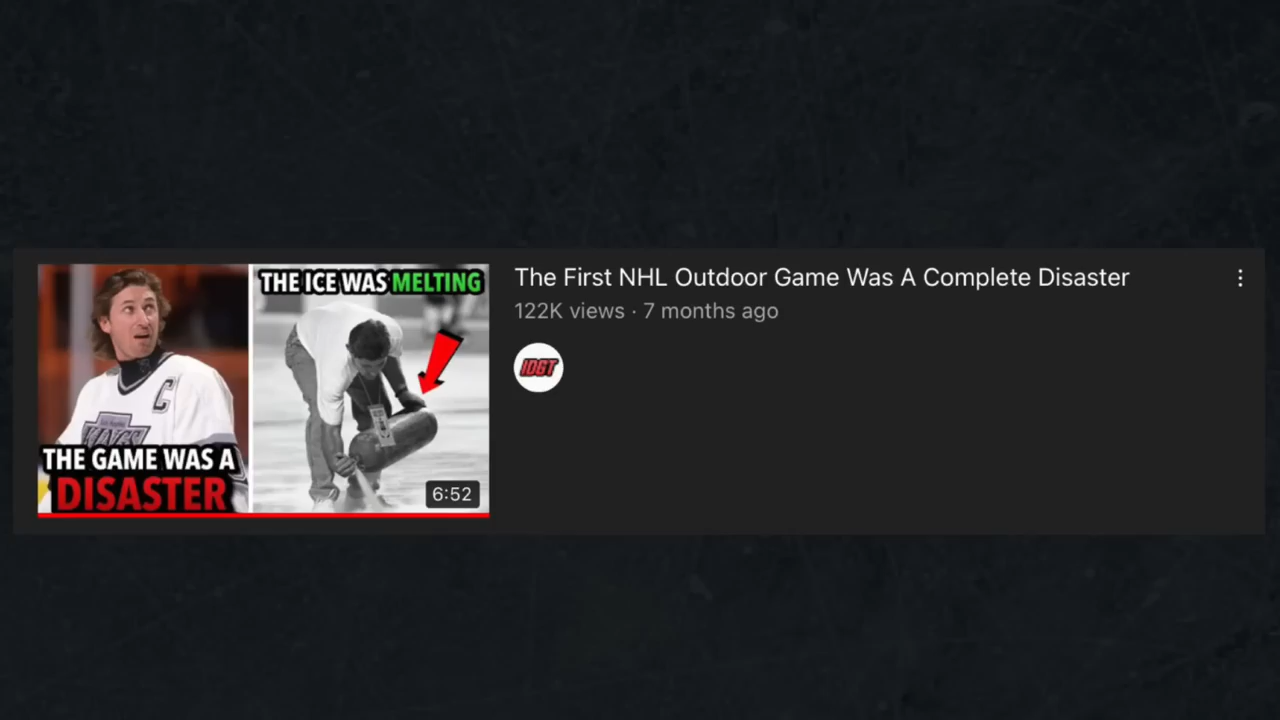 THE ICE WAS MELTING
C
KINGS
THE GAME WAS A
DISASTER
6:52
The First NHL Outdoor Game Was A Complete Disaster
122K views · 7 months ago
IDGT